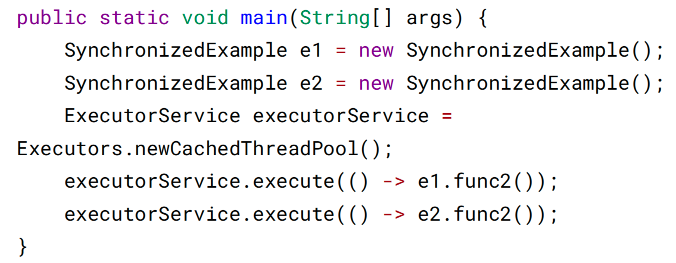 public static void main(String[] args) {
    SynchronizedExample e1 = new SynchronizedExample();
    SynchronizedExample e2 = new SynchronizedExample();
    ExecutorService executorService =
Executors.newCachedThreadPool();
    executorService.execute(() -> e1.func2());
    executorService.execute(() -> e2.func2());
}